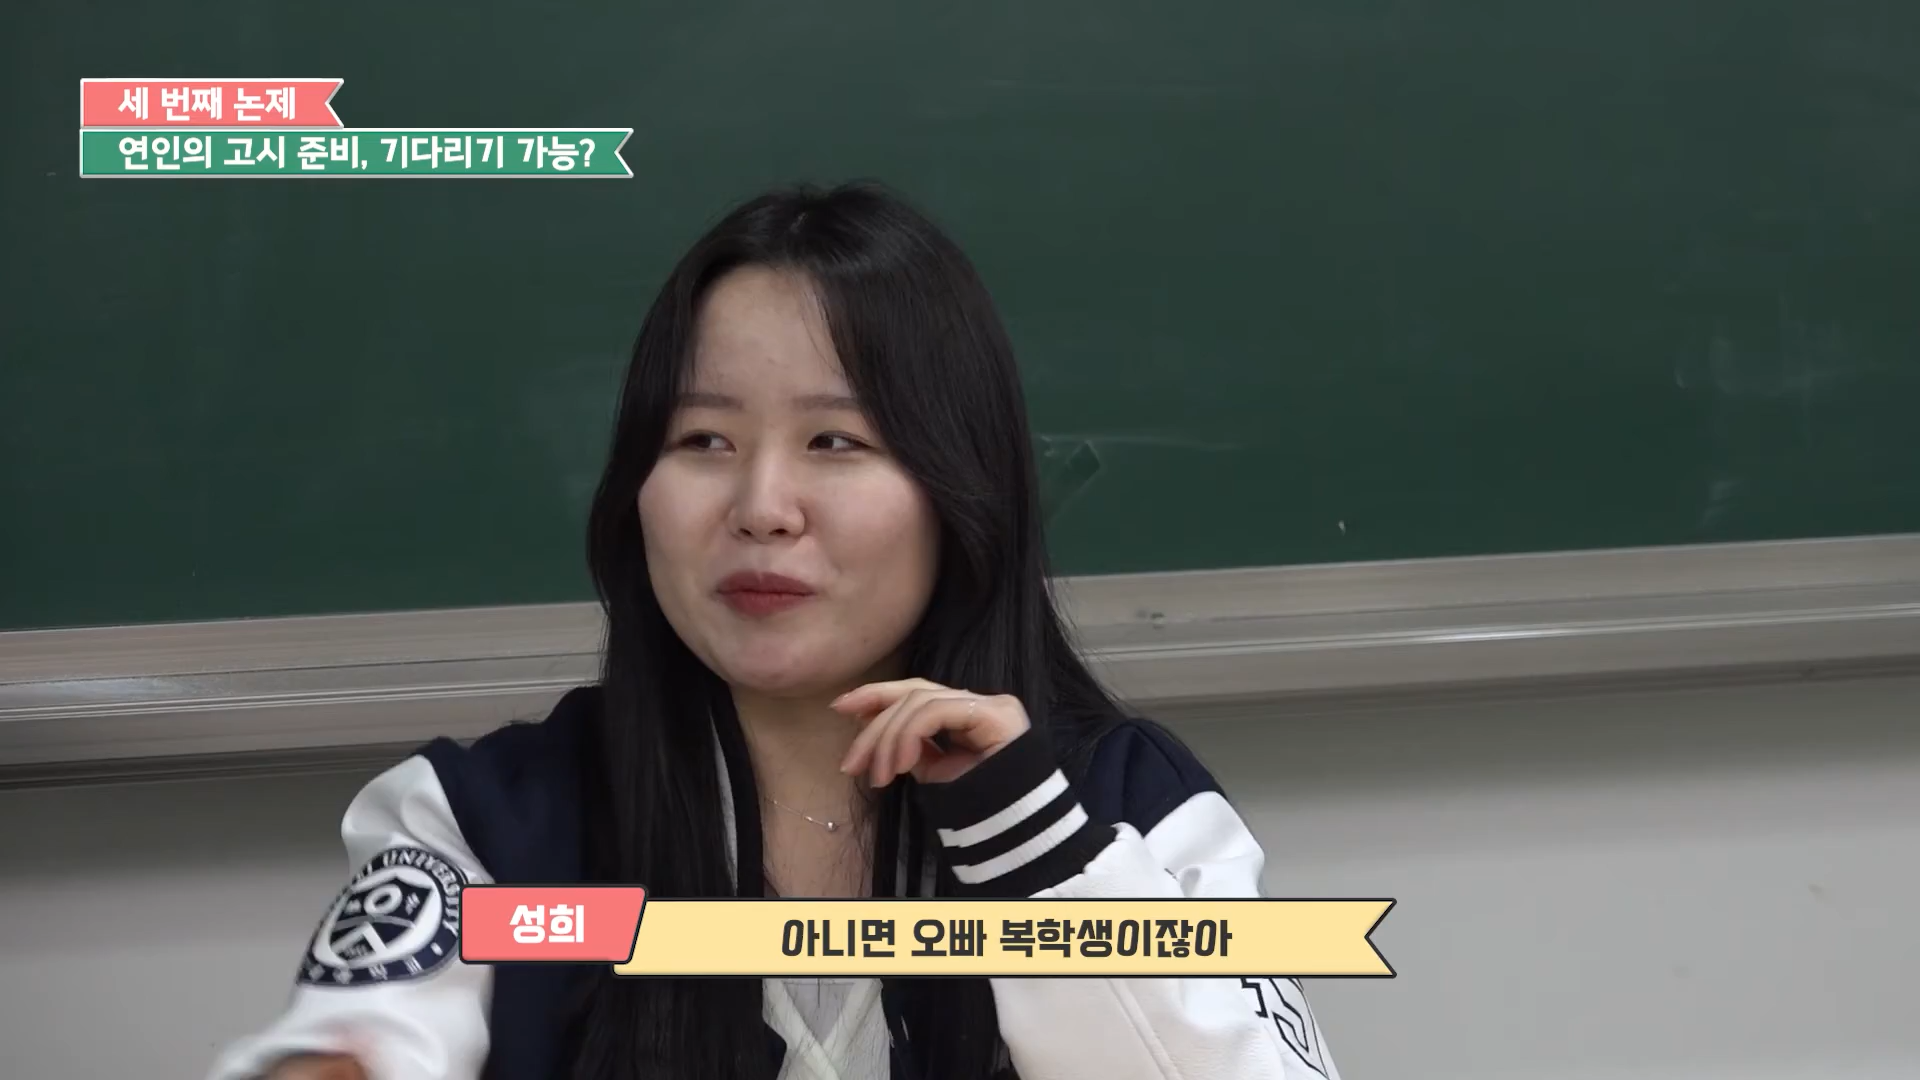 세 번째 논제
연인의 고시 준비, 기다리기 가능?
UNIVERSITY
성희
아니면 오빠 복학생이잖아